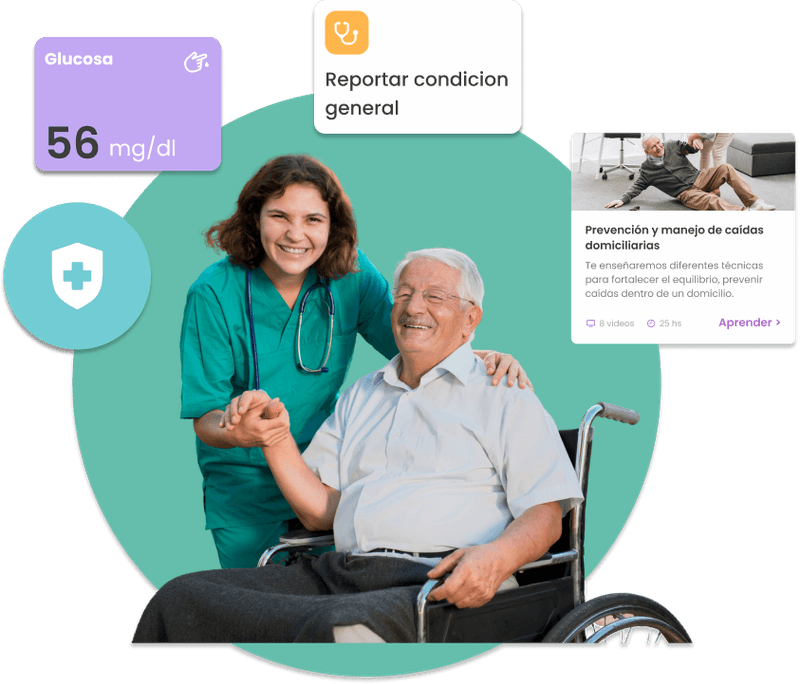 Glucosa
56 mg/dl
Reportar condicion
general
Prevención y manejo de caídas
domiciliarias
Te enseñaremos diferentes técnicas
para fortalecer el equilibrio, prevenir
caídas dentro de un domicilio.
8 videos 25 hs Aprender >